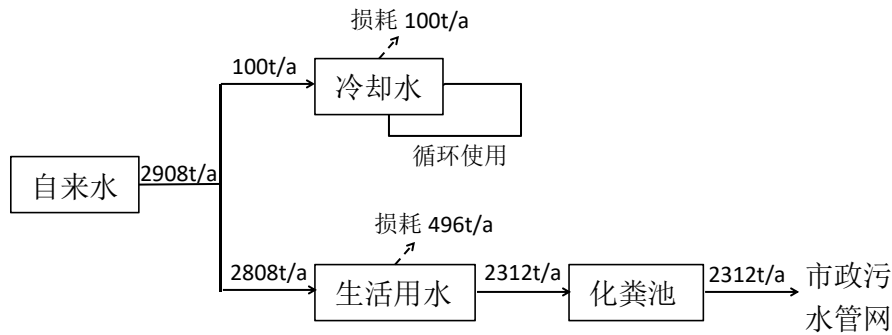 损耗 100t/a
100t/a
冷却水
循环使用
自来水
2908t/a
损耗 496t/a
2808t/a
生活用水
2312t/a
化粪池
2312t/a
市政污
水管网